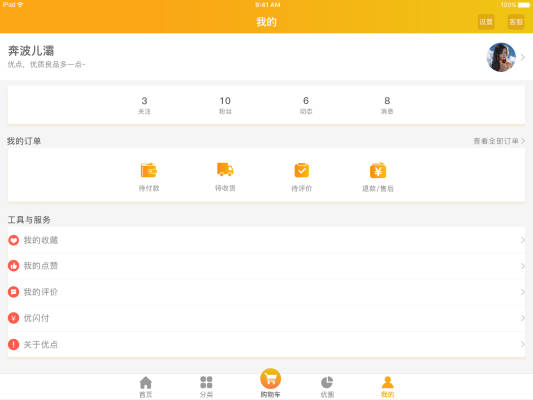 iPad
9:41 AM
100%
我的
设置
客服
奔波儿灞
优点，优质良品多一点~
3
10
6
8
关注
粉丝
动态
消息
我的订单
查看全部订单
待付款
待收货
待评价
退款/售后
工具与服务
我的收藏
我的点赞
我的评价
优闪付
关于优点
首页
分类
购物车
优圈
我的